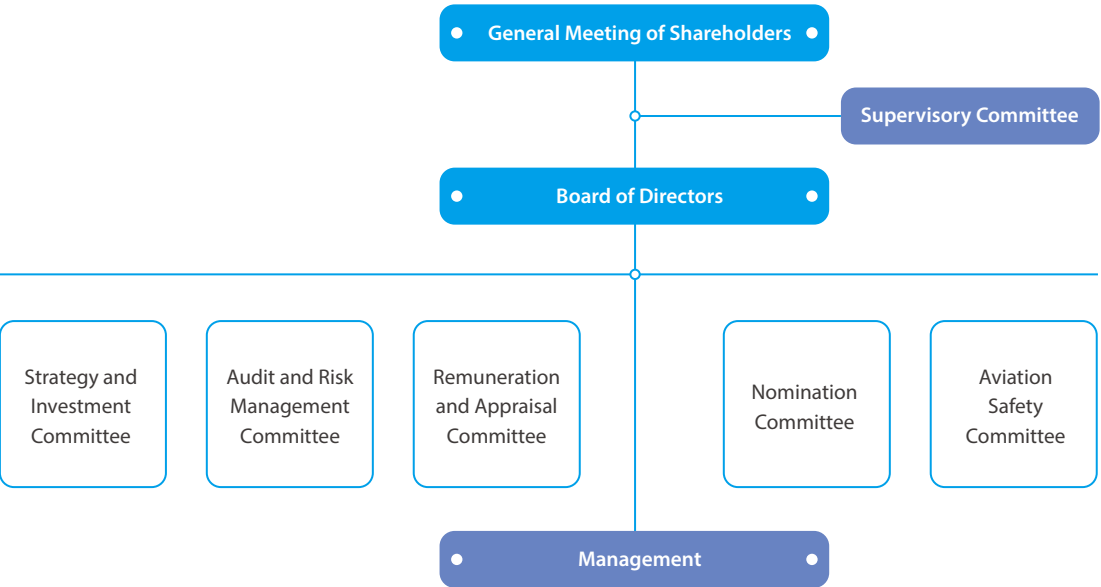 General Meeting of Shareholders
Supervisory Committee
Board of Directors
Strategy and
Investment
Committee
Audit and Risk
Management
Committee
Remuneration
and Appraisal
Committee
Nomination
Committee
Aviation
Safety
Committee
Management